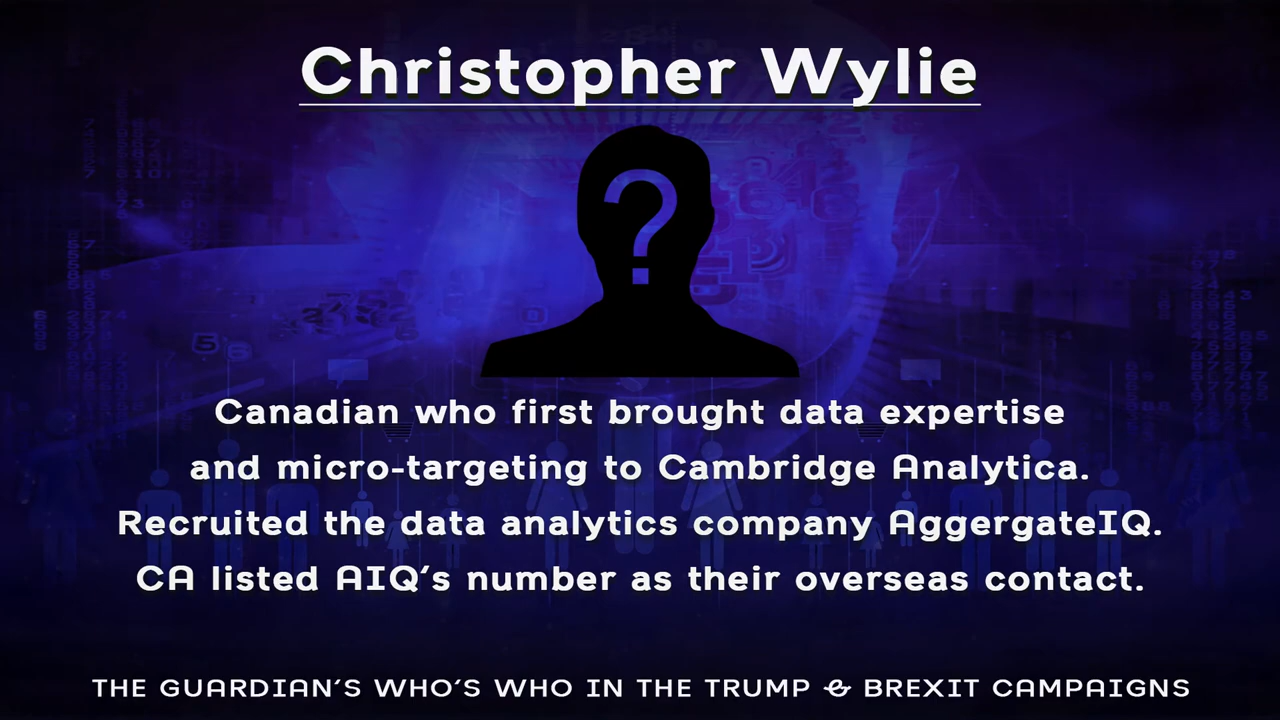 Christopher Wylie
?
Canadian who first brought data expertise
and micro-targeting to Cambridge Analytica.
Recruited the data analytics company AggergateIQ.
CA listed AIQ's number as their overseas contact.
THE GUARDIAN'S WHO'S WHO IN THE TRUMP & BREXIT CAMPAIGNS